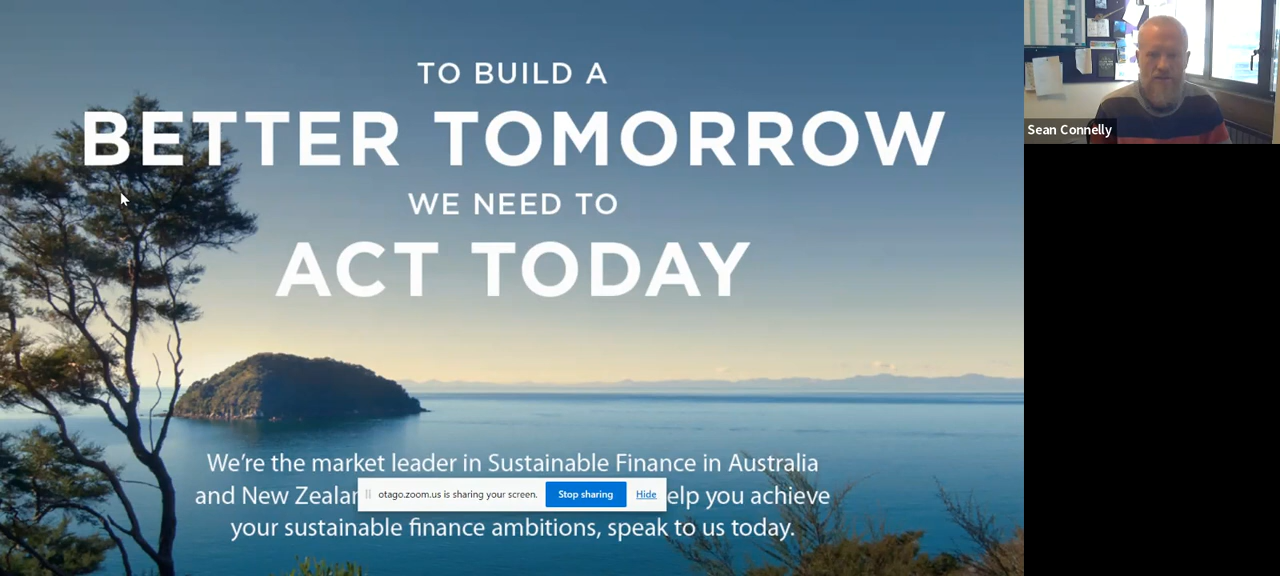 TO BUILD A
BETTER TOMORROW
WE NEED TO
ACT TODAY
We're the market leader in Sustainable Finance in Australia
and New Zealan
elp you achieve
your sustainable finance ambitions, speak to us today.
otago.zoom.us is sharing your screen.
Stop sharing
Hide
Sean Connelly